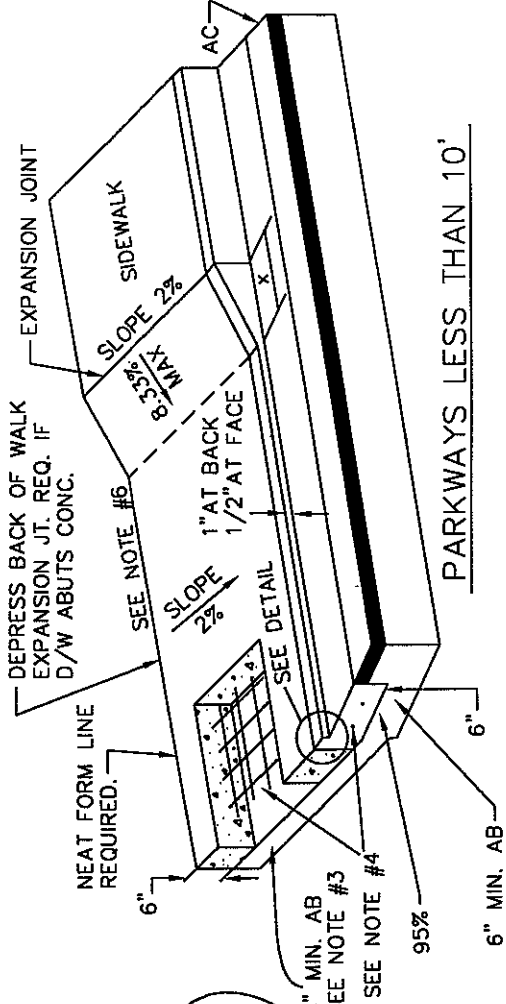 DEPRESS BACK OF WALK
EXPANSION JT. REQ. IF
D/W ABUTS CONC.
EXPANSION JOINT
NEAT FORM LINE
REQUIRED.
SEE NOTE #6
SIDEWALK
SLOPE 2%
8.33%
MAX
AC
SLOPE
2%
1" AT BACK
1/2" AT FACE
X
6"
SEE DETAIL
" MIN. AB
EE NOTE #3
SEE NOTE #4
95%
6" MIN. AB
6"
PARKWAYS LESS THAN 10'